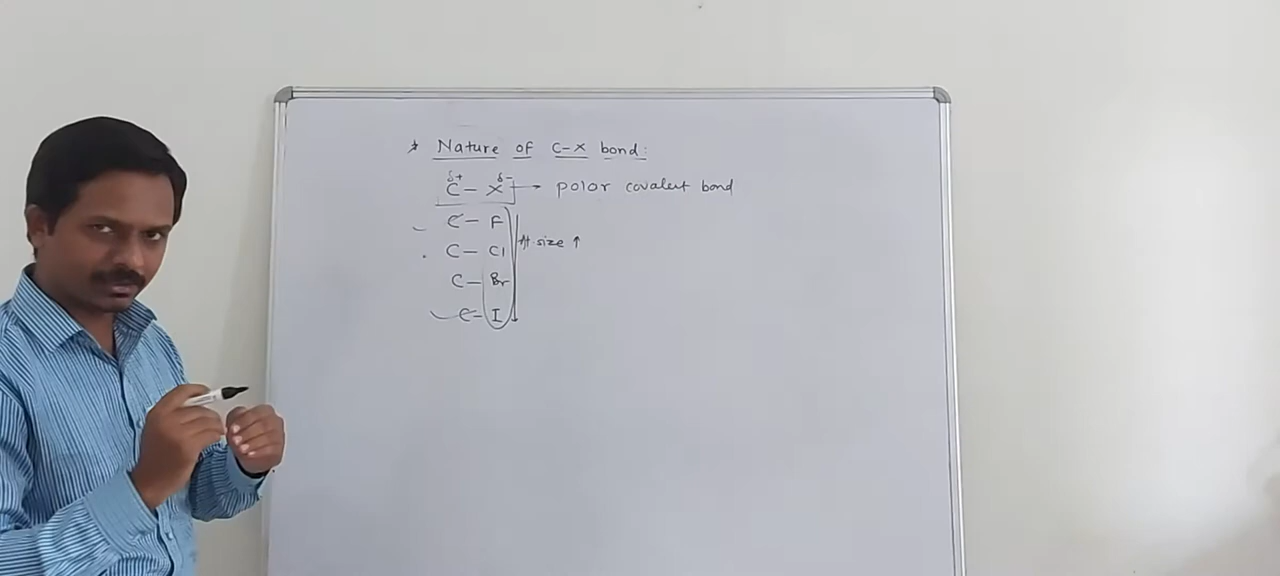 * Nature of C-X bond:
δ+ δ-
C - X → polar covalent bond
C - F
At. size ↑
C - Cl
C - Br
C - I